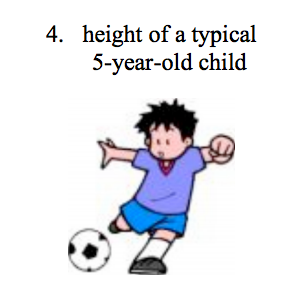 4. height of a typical
5-year-old child